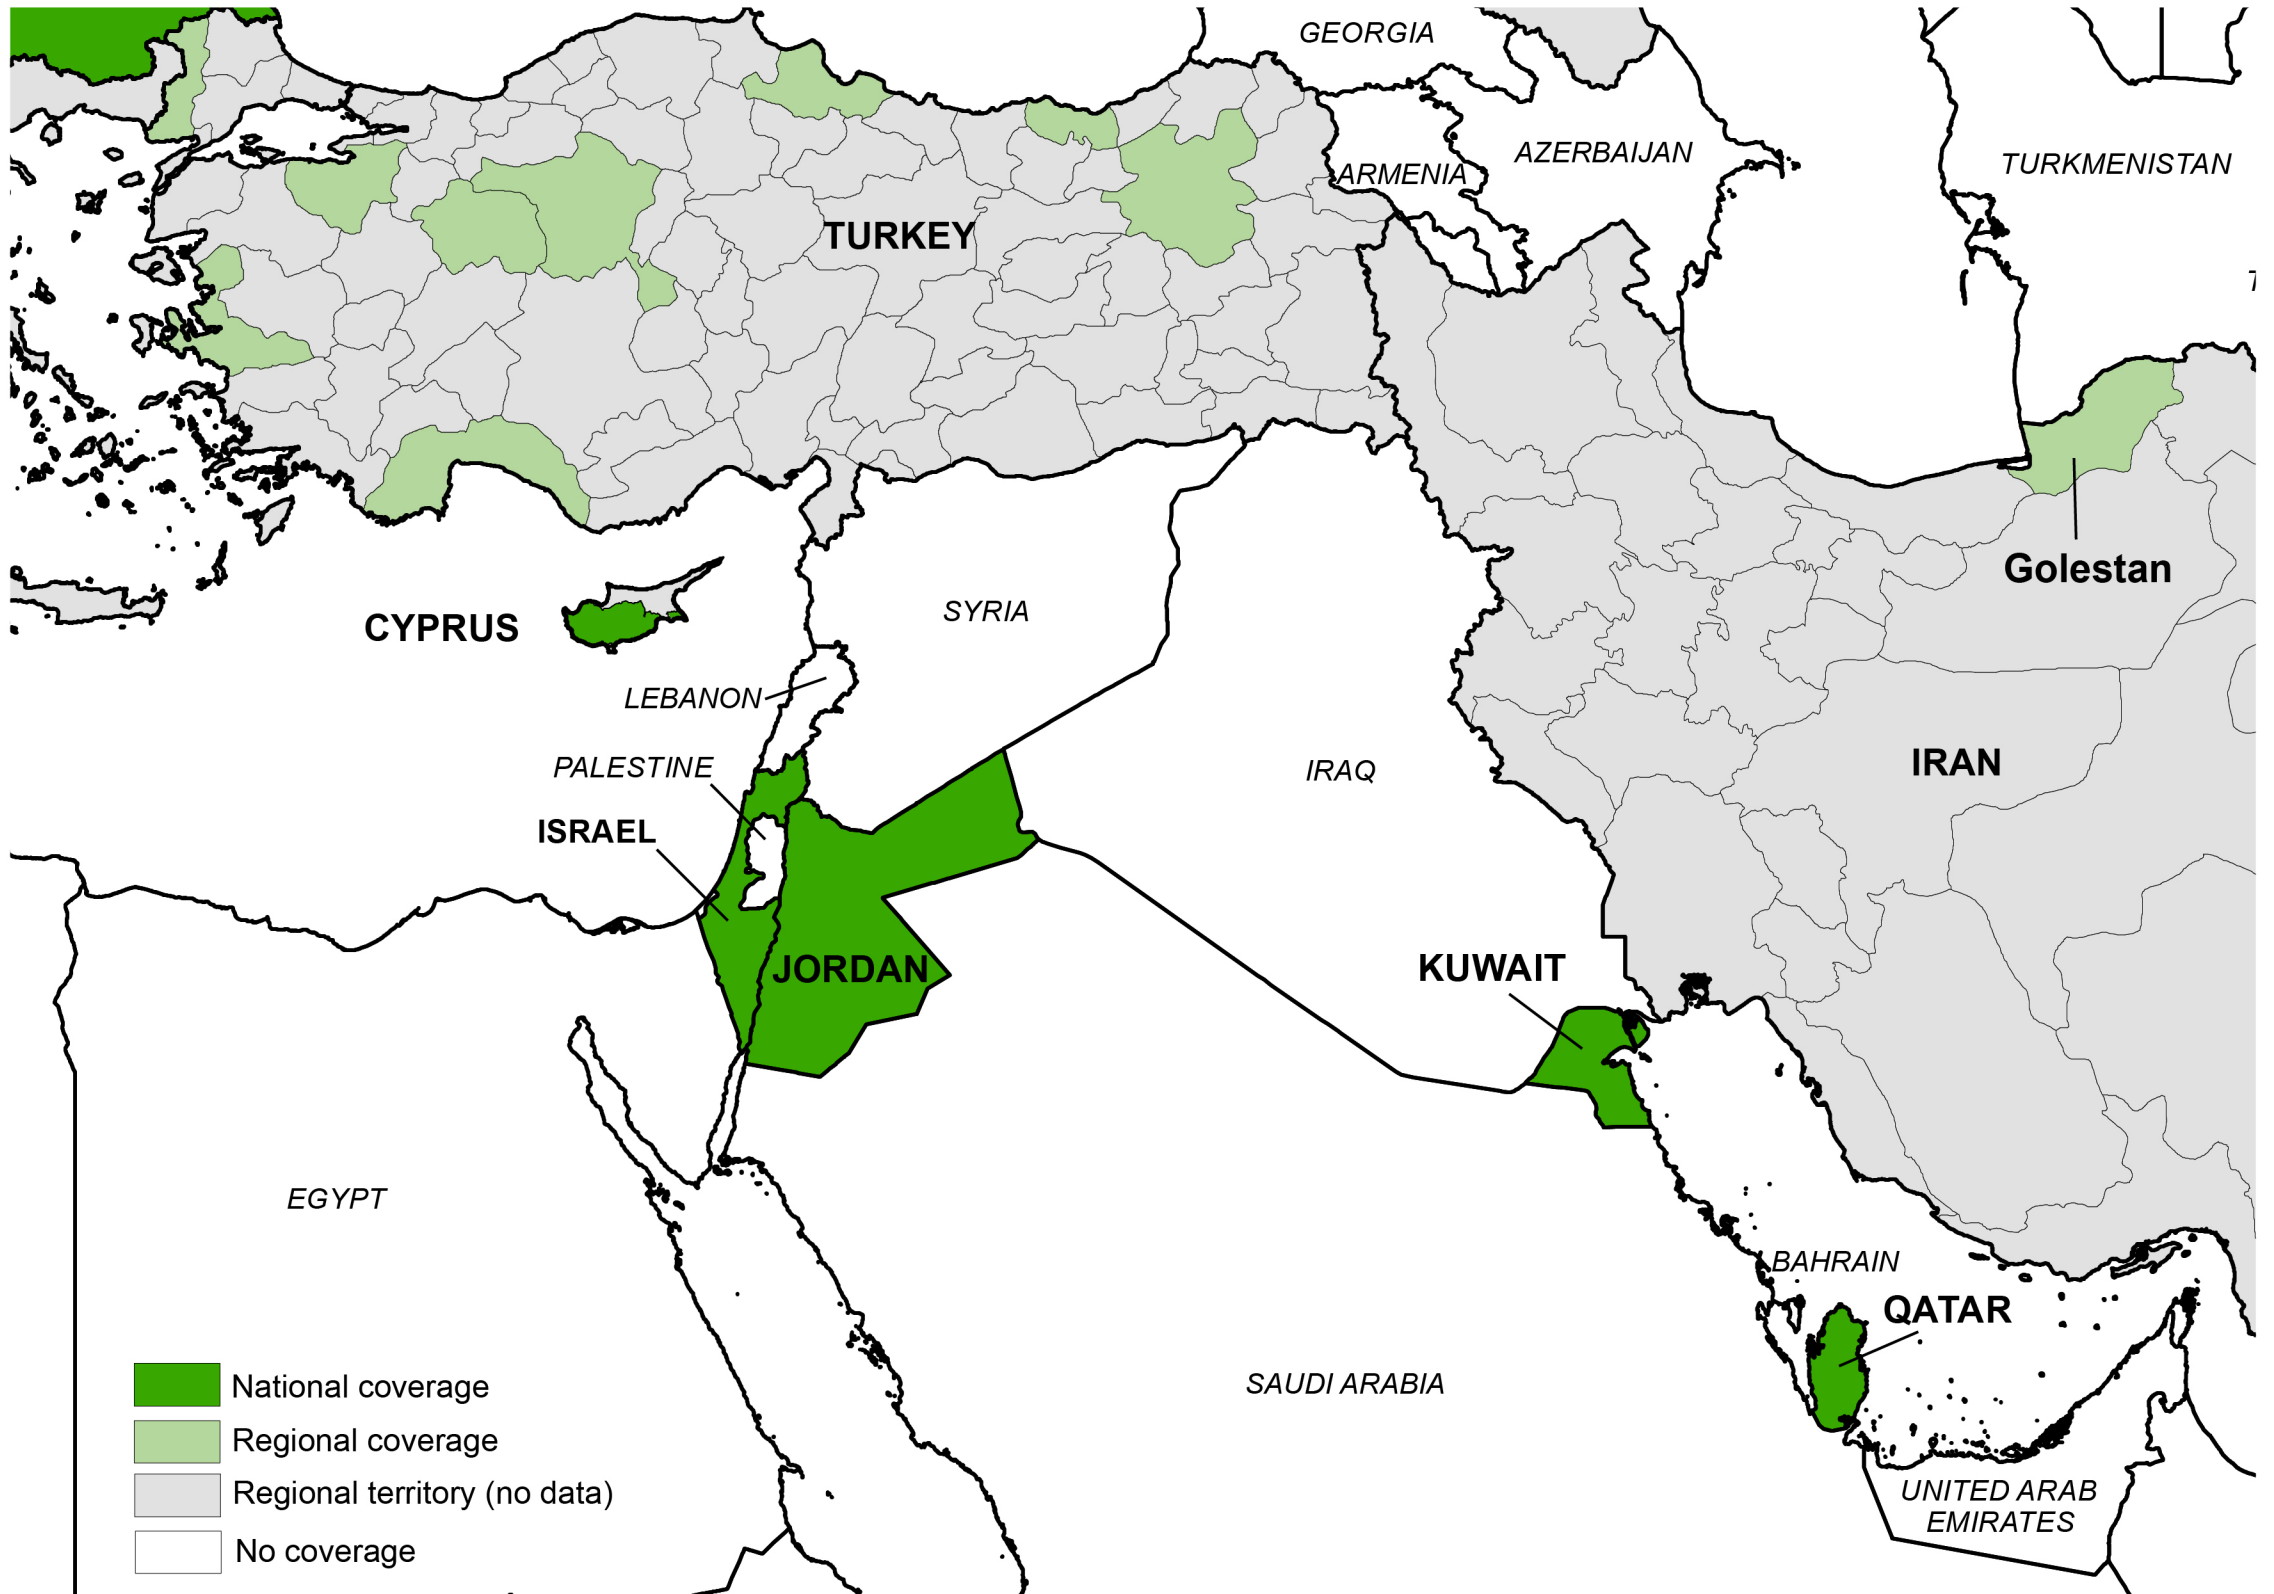 GEORGIA
AZERBAIJAN
TURKMENISTAN
ARMENIA
TURKEY
T
Golestan
SYRIA
CYPRUS
LEBANON
IRAN
PALESTINE
IRAQ
ISRAEL
JORDAN
KUWAIT
EGYPT
BAHRAIN
QATAR
SAUDI ARABIA
UNITED ARAB
EMIRATES
National coverage
Regional coverage
Regional territory (no data)
No coverage